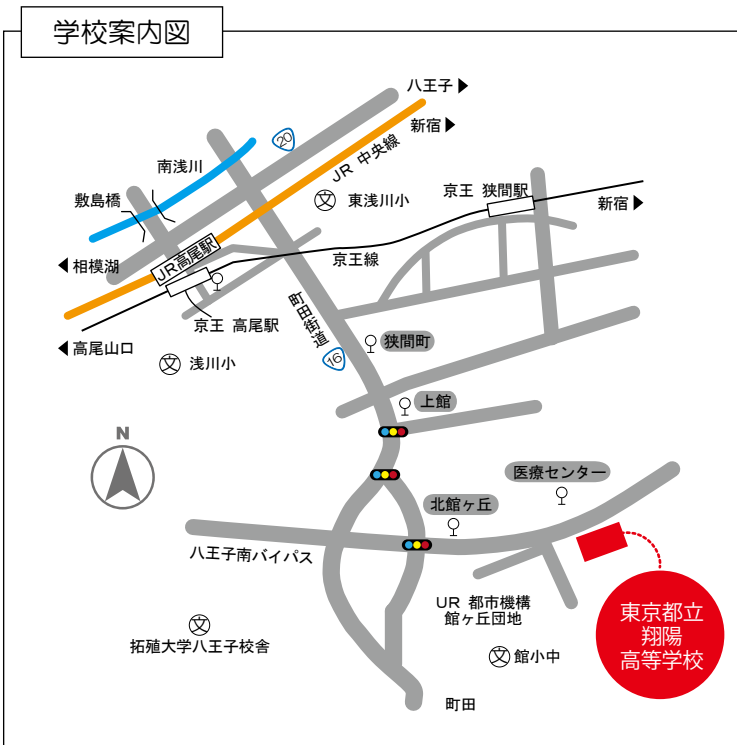 学校案内図
八王子▶
新宿▶
20
JR 中央線
南浅川
敷島橋
文 東浅川小
京王 狭間駅
新宿▶
◀相模湖
JR高尾駅
京王線
京王 高尾駅
町田街道
16
◀高尾山口
文 浅川小
狭間町
上館
N
医療センター
北館ヶ丘
八王子南バイパス
UR 都市機構
館ヶ丘団地
東京都立
翔陽
高等学校
文
拓殖大学八王子校舎
文 館小中
町田